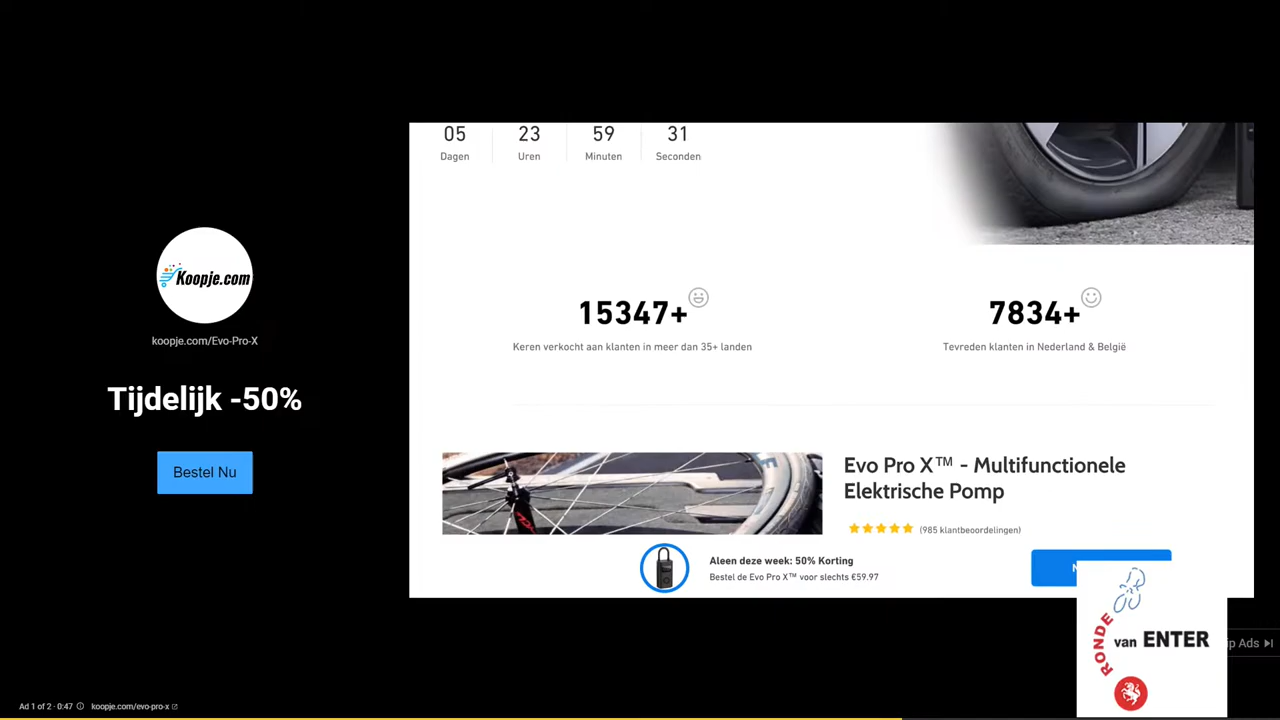 05
23
59
31
Dagen
Uren
Minuten
Seconden
Koopje.com
koopje.com/Evo-Pro-X
Tijdelijk -50%
Bestel Nu
15347+
Keren verkocht aan klanten in meer dan 35+ landen
7834+
Tevreden klanten in Nederland & België
Evo Pro X™ - Multifunctionele
Elektrische Pomp
(985 klantbeoordelingen)
Aleen deze week: 50% Korting
Bestel de Evo Pro X™ voor slechts €59.97
RONDE
van ENTER
Ads
Ad 1 of 2 · 0:47
koopje.com/evo-pro-x